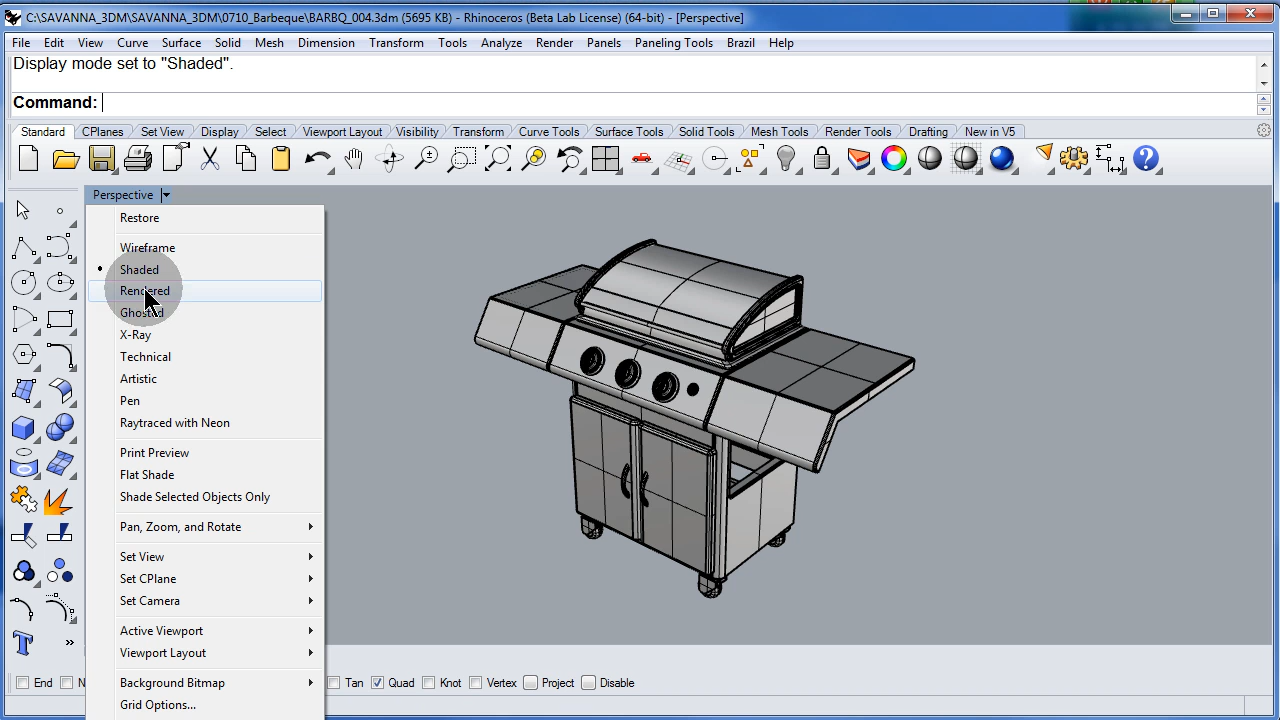 C:\SAVANNA_3DM\SAVANNA_3DM\0710_Barbeque\BARBQ_004.3dm (5695 KB) - Rhinoceros (Beta Lab License) (64-bit) - [Perspective]
File Edit View Curve Surface Solid Mesh Dimension Transform Tools Analyze Render Panels Paneling Tools Brazil Help
Display mode set to "Shaded".
Command:
Standard CPlanes Set View Display Select Viewport Layout Visibility Transform Curve Tools Surface Tools Solid Tools Mesh Tools Render Tools Drafting New in V5
Perspective
Restore
Wireframe
Shaded
Rendered
Ghosted
X-Ray
Technical
Artistic
Pen
Raytraced with Neon
Print Preview
Flat Shade
Shade Selected Objects Only
Pan, Zoom, and Rotate
Set View
Set CPlane
Set Camera
Active Viewport
Viewport Layout
Background Bitmap
Grid Options...
End N Tan Quad Knot Vertex Project Disable